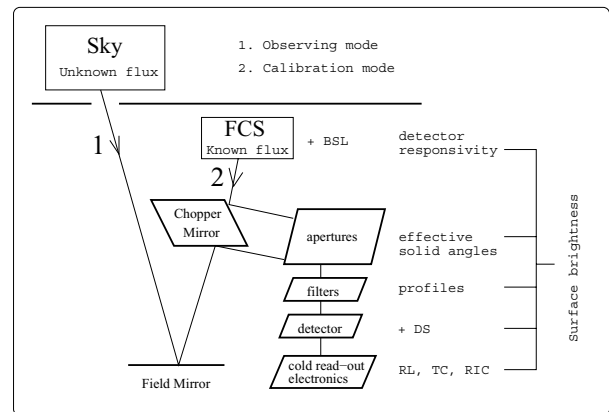 Sky
Unknown flux
1. Observing mode
2. Calibration mode
1
FCS
Known flux
+ BSL
detector
responsivity
2
Chopper
Mirror
apertures
effective
solid angles
filters
profiles
detector
+ DS
cold read−out
electronics
RL, TC, RIC
Field Mirror
Surface brightness